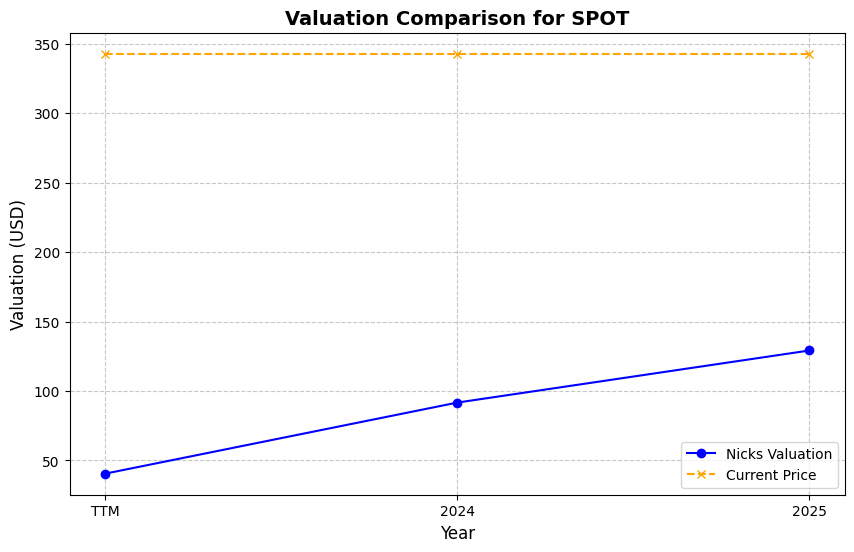 Valuation Comparison for SPOT
Valuation (USD)
350
300
250
200
150
100
50
TTM
2024
2025
Year
Nicks Valuation
Current Price